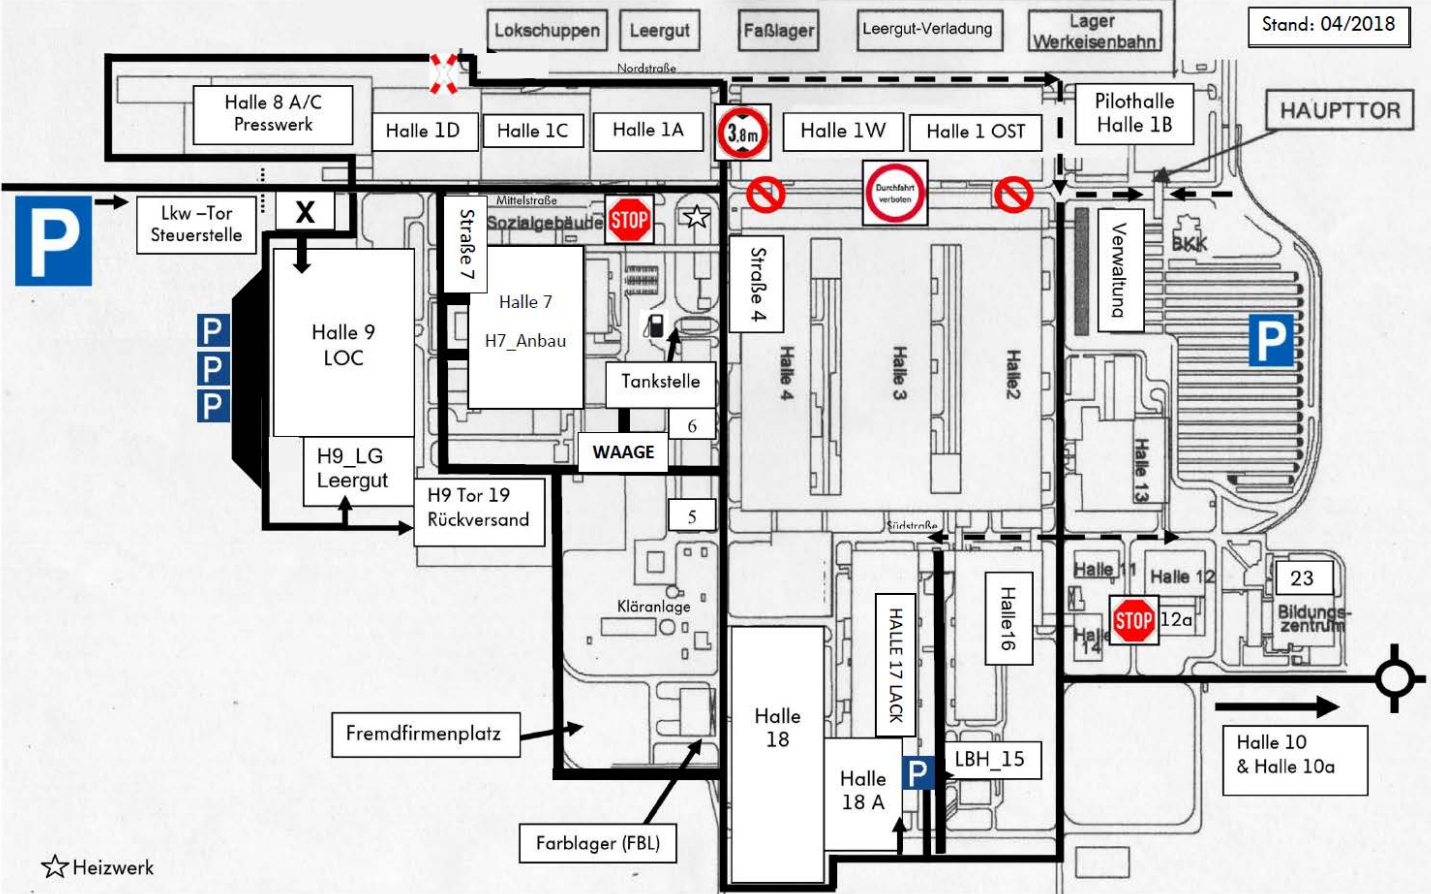 Lokschuppen
Leergut
Faßlager
Leergut-Verladung
Lager
Werkeisenbahn
Stand: 04/2018
Nordstraße
Halle 8 A/C
Presswerk
Halle 1D
Halle 1C
Halle 1A
3,8m
Halle 1W
Halle 1 OST
Pilothalle
Halle 1B
HAUPTTOR
Durchfahrt
verboten
P
Lkw –Tor
Steuerstelle
X
Mittelstraße
Sozialgebäude
STOP
Straße 7
Straße 4
Verwaltung
BKK
Halle 9
LOC
Halle 7
H7_Anbau
P
P
P
P
Tankstelle
Halle 4
Halle 3
Halle2
6
WAAGE
H9_LG
Leergut
H9 Tor 19
Rückversand
5
Halle 13
Südstraße
Halle 11
Halle 12
23
Bildungs-
zentrum
Kläranlage
HALLE 17 LACK
Halle16
STOP
12a
Halle
14
Halle
18
Fremdfirmenplatz
Halle
18 A
P
LBH_15
Halle 10
& Halle 10a
Farblager (FBL)
Heizwerk